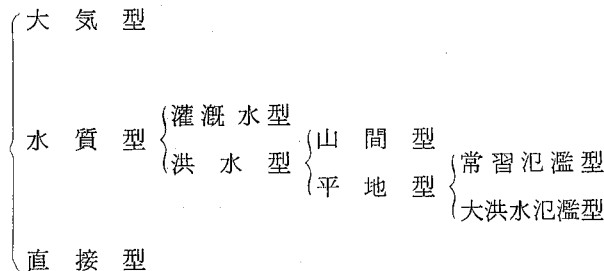 大気型
水質型
灌漑水型
洪水型
山間型
平地型
常習氾濫型
大洪水氾濫型
直接型